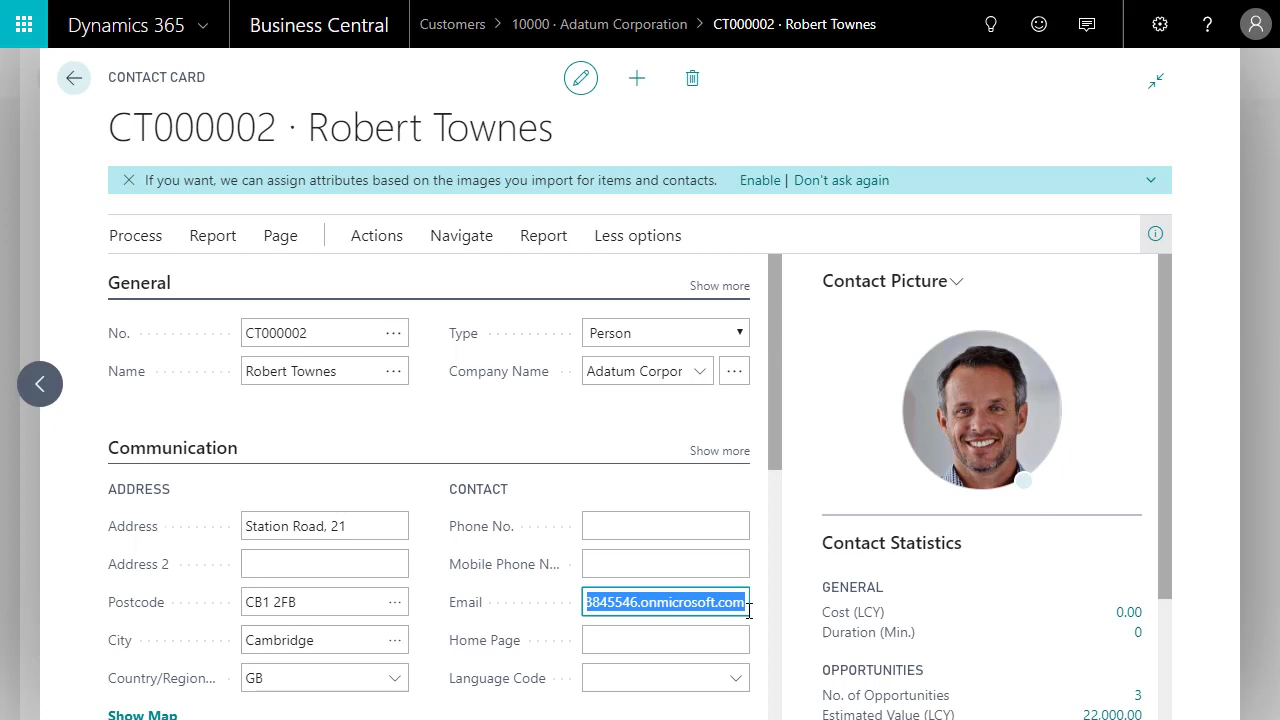 Dynamics 365 Business Central Customers > 10000 · Adatum Corporation > CT000002 · Robert Townes ?
CONTACT CARD
CT000002 · Robert Townes
If you want, we can assign attributes based on the images you import for items and contacts. Enable | Don't ask again
Process Report Page Actions Navigate Report Less options
General Show more
No. CT000002 ···
Type Person
Name Robert Townes ···
Company Name Adatum Corpor ···
Communication Show more
ADDRESS
Address Station Road, 21
Address 2
Postcode CB1 2FB ···
City Cambridge ···
Country/Region... GB
Show Map
CONTACT
Phone No.
Mobile Phone N...
Email 3845546.onmicrosoft.com
Home Page
Language Code
Contact Picture
Contact Statistics
GENERAL
Cost (LCY) 0.00
Duration (Min.) 0
OPPORTUNITIES
No. of Opportunities 3
Estimated Value (LCY) 22,000.00